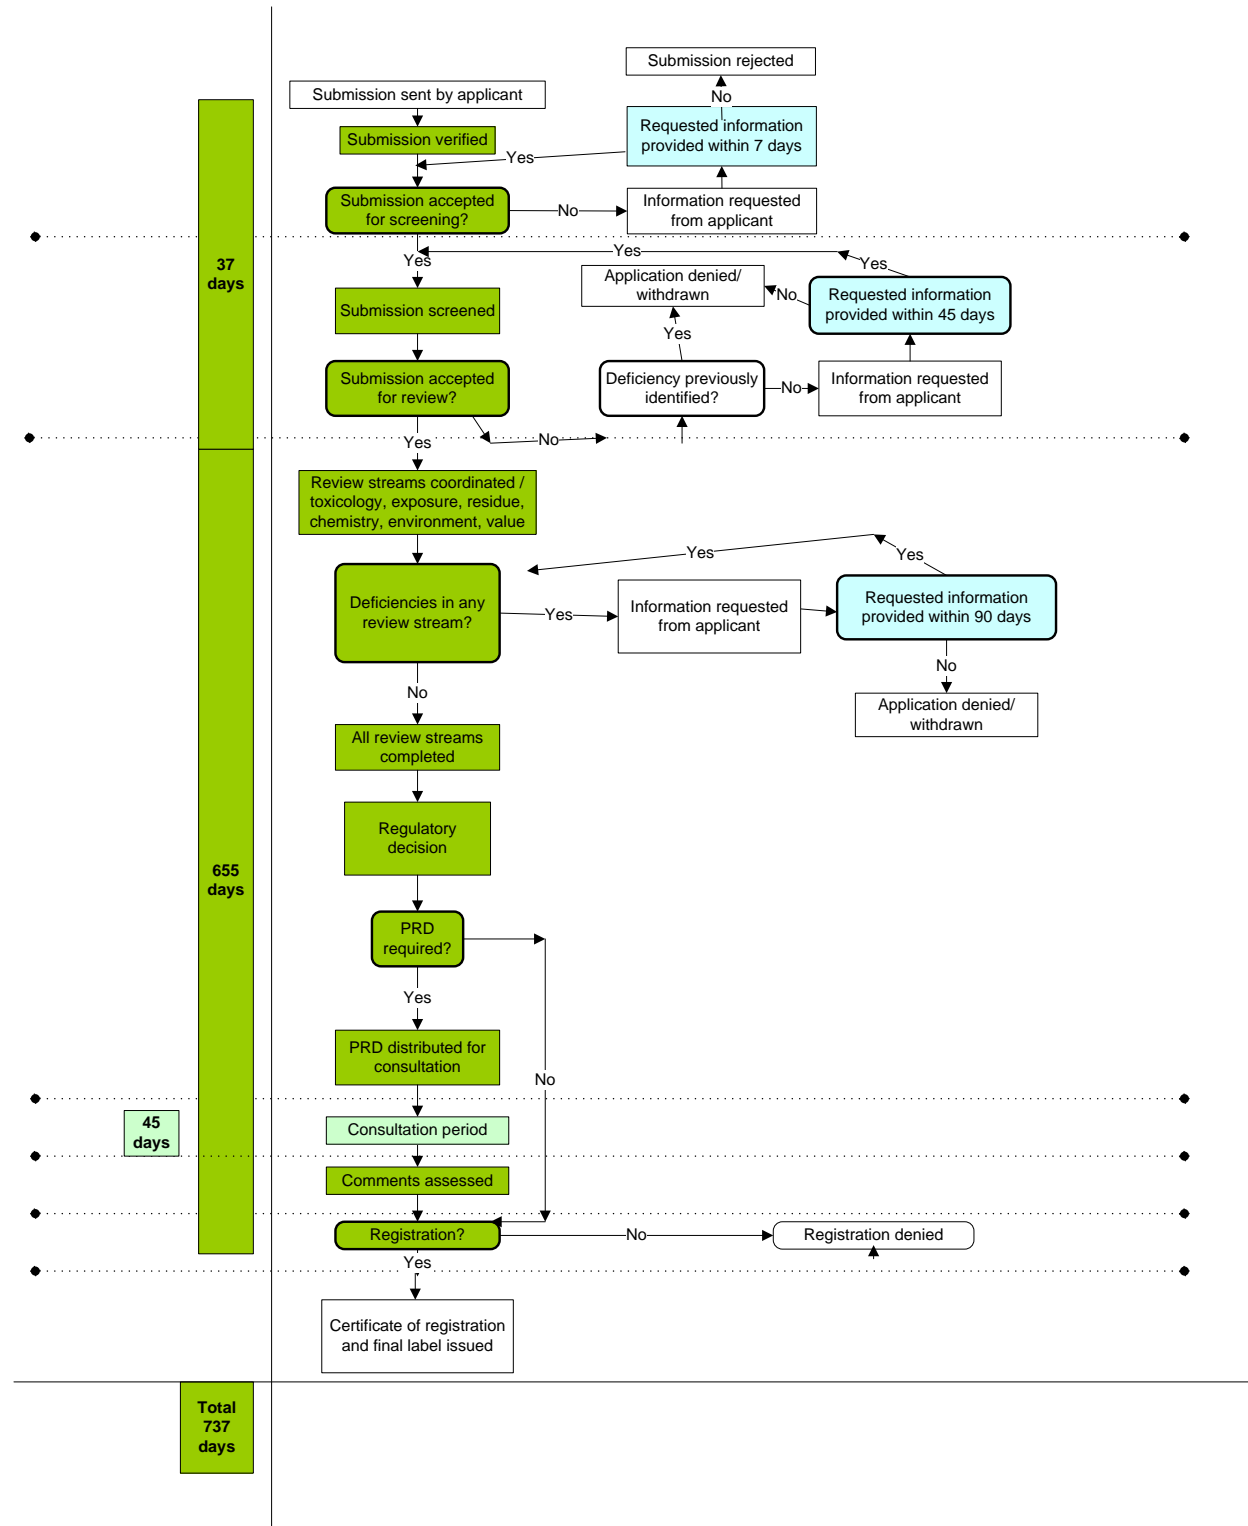 Submission rejected
Submission sent by applicant
No
Requested information
provided within 7 days
Submission verified
Yes
Submission accepted
for screening?
No
Information requested
from applicant
37
days
Yes
Yes
Yes
Application denied/
withdrawn
No
Requested information
provided within 45 days
Submission screened
Yes
Submission accepted
for review?
Deficiency previously
identified?
No
Information requested
from applicant
Yes
No
Review streams coordinated /
toxicology, exposure, residue,
chemistry, environment, value
Yes
Yes
Deficiencies in any
review stream?
Yes
Information requested
from applicant
Requested information
provided within 90 days
No
No
Application denied/
withdrawn
All review streams
completed
Regulatory
decision
655
days
PRD
required?
Yes
PRD distributed for
consultation
No
45
days
Consultation period
Comments assessed
Registration?
No
Registration denied
Yes
Certificate of registration
and final label issued
Total
737
days